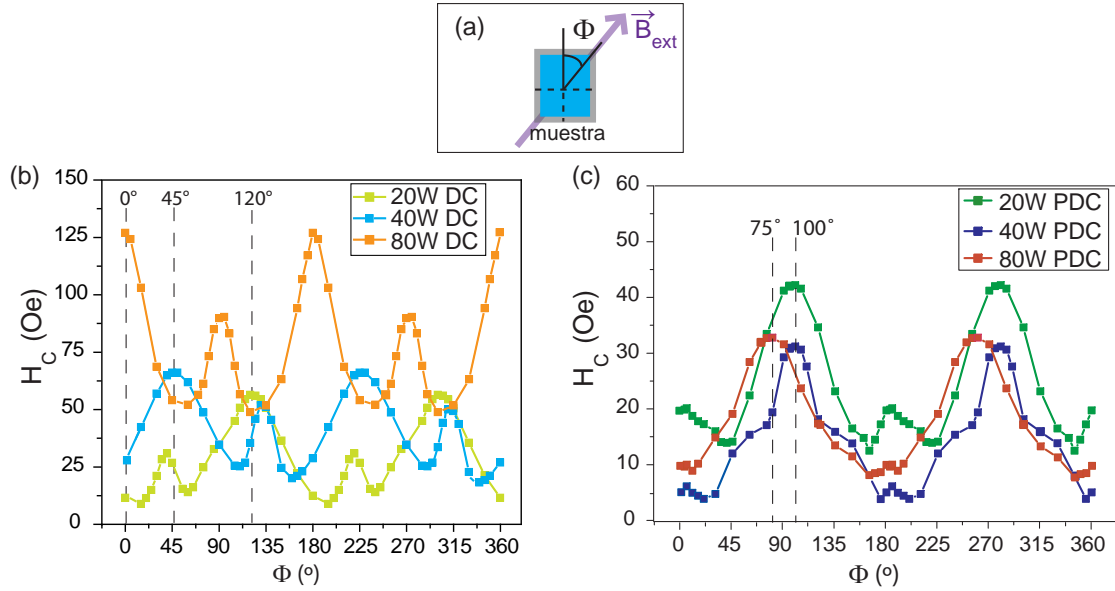 (a)
Φ
B
ext
muestra
(b)
0° 45° 120°
20W DC
40W DC
80W DC
150
125
100
75
50
25
0
H_C (Oe)
0 45 90 135 180 225 270 315 360
Φ (º)
(c)
75° 100°
20W PDC
40W PDC
80W PDC
60
50
40
30
20
10
0
H_C (Oe)
0 45 90 135 180 225 270 315 360
Φ (º)